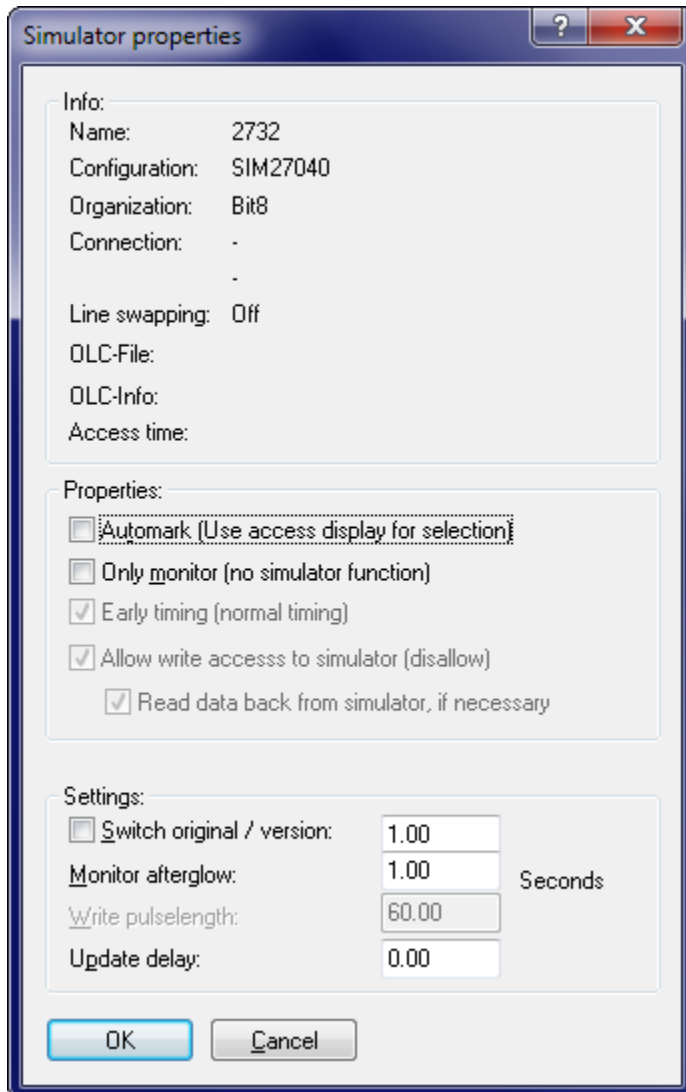 Simulator properties
?
Info:
Name: 2732
Configuration: SIM27040
Organization: Bit8
Connection: -
-
Line swapping: Off
OLC-File:
OLC-Info:
Access time:
Properties:
Automark (Use access display for selection)
Only monitor (no simulator function)
Early timing (normal timing)
Allow write accesss to simulator (disallow)
Read data back from simulator, if necessary
Settings:
Switch original / version: 1.00
Monitor afterglow: 1.00 Seconds
Write pulselength: 60.00
Update delay: 0.00
OK Cancel